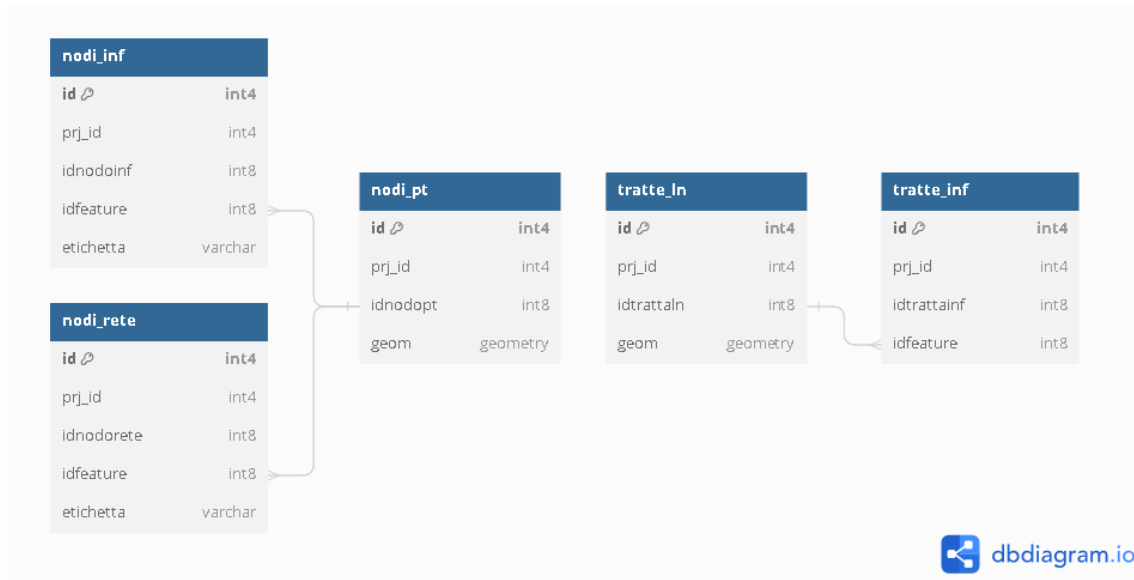 nodi_inf
id int4
prj_id int4
idnodoinf int8
idfeature int8
etichetta varchar
nodi_rete
id int4
prj_id int4
idnodorete int8
idfeature int8
etichetta varchar
nodi_pt
id int4
prj_id int4
idnodopt int8
geom geometry
tratte_ln
id int4
prj_id int4
idtrattaln int8
geom geometry
tratte_inf
id int4
prj_id int4
idtrattainf int8
idfeature int8
dbdiagram.io